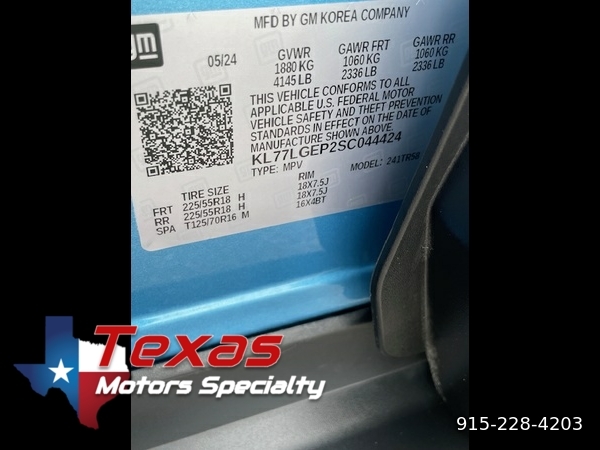 gm
MFD BY GM KOREA COMPANY
05/24 GVWR GAWR FRT GAWR RR
1880 KG 1060 KG 1060 KG
4145 LB 2336 LB 2336 LB
THIS VEHICLE CONFORMS TO ALL
APPLICABLE U.S. FEDERAL MOTOR
VEHICLE SAFETY AND THEFT PREVENTION
STANDARDS IN EFFECT ON THE DATE OF
MANUFACTURE SHOWN ABOVE.
KL77LGEP2SC044424
TYPE: MPV MODEL: 241TR58
TIRE SIZE RIM
FRT 225/55R18 H 18X7.5J
RR 225/55R18 H 18X7.5J
SPA T125/70R16 M 16X4BT
Texas
Motors Specialty
915-228-4203